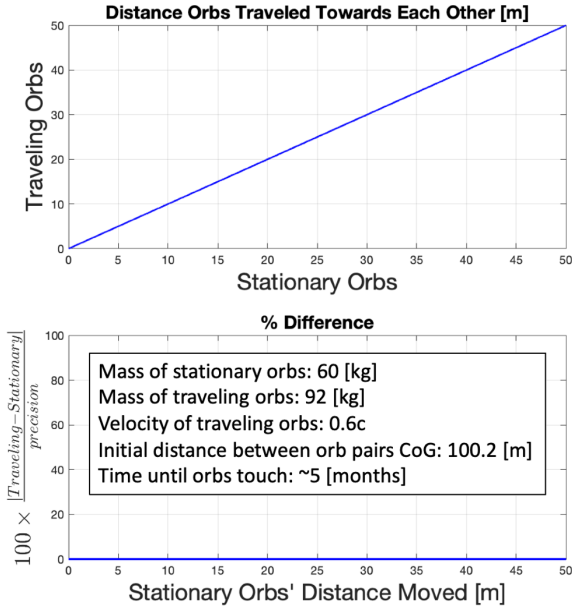 Distance Orbs Traveled Towards Each Other [m]
50
40
30
20
10
0
Traveling Orbs
0 5 10 15 20 25 30 35 40 45 50
Stationary Orbs
% Difference
100
80
60
40
20
0
100 × |Traveling−Stationary| / precision
Mass of stationary orbs: 60 [kg]
Mass of traveling orbs: 92 [kg]
Velocity of traveling orbs: 0.6c
Initial distance between orb pairs CoG: 100.2 [m]
Time until orbs touch: ~5 [months]
0 5 10 15 20 25 30 35 40 45 50
Stationary Orbs' Distance Moved [m]